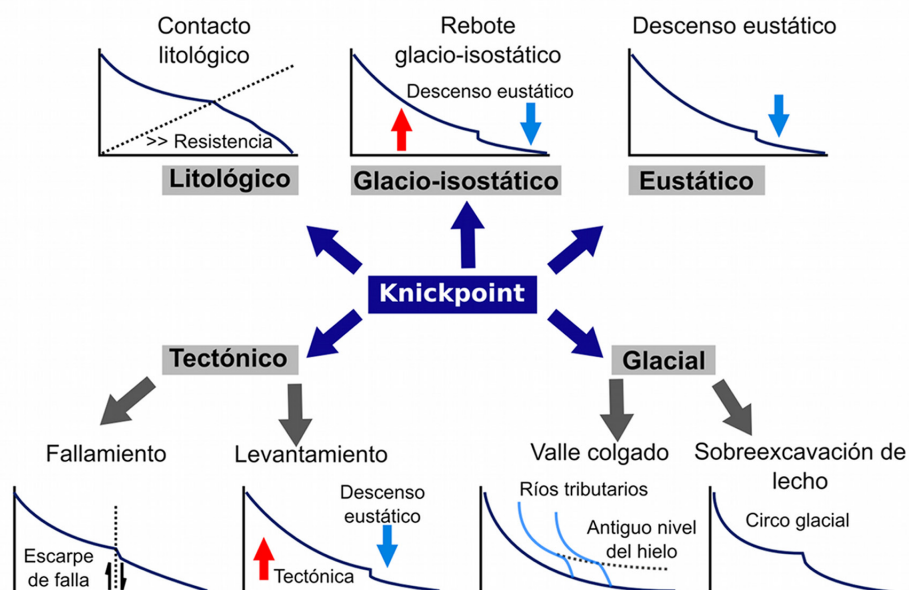 Contacto
litológico
>> Resistencia
Litológico
Rebote
glacio-isostático
Descenso eustático
Glacio-isostático
Descenso eustático
Eustático
Knickpoint
Tectónico
Glacial
Fallamiento
Escarpe
de falla
Levantamiento
Descenso
eustático
Tectónica
Valle colgado
Ríos tributarios
Antiguo nivel
del hielo
Sobreexcavación de
lecho
Circo glacial